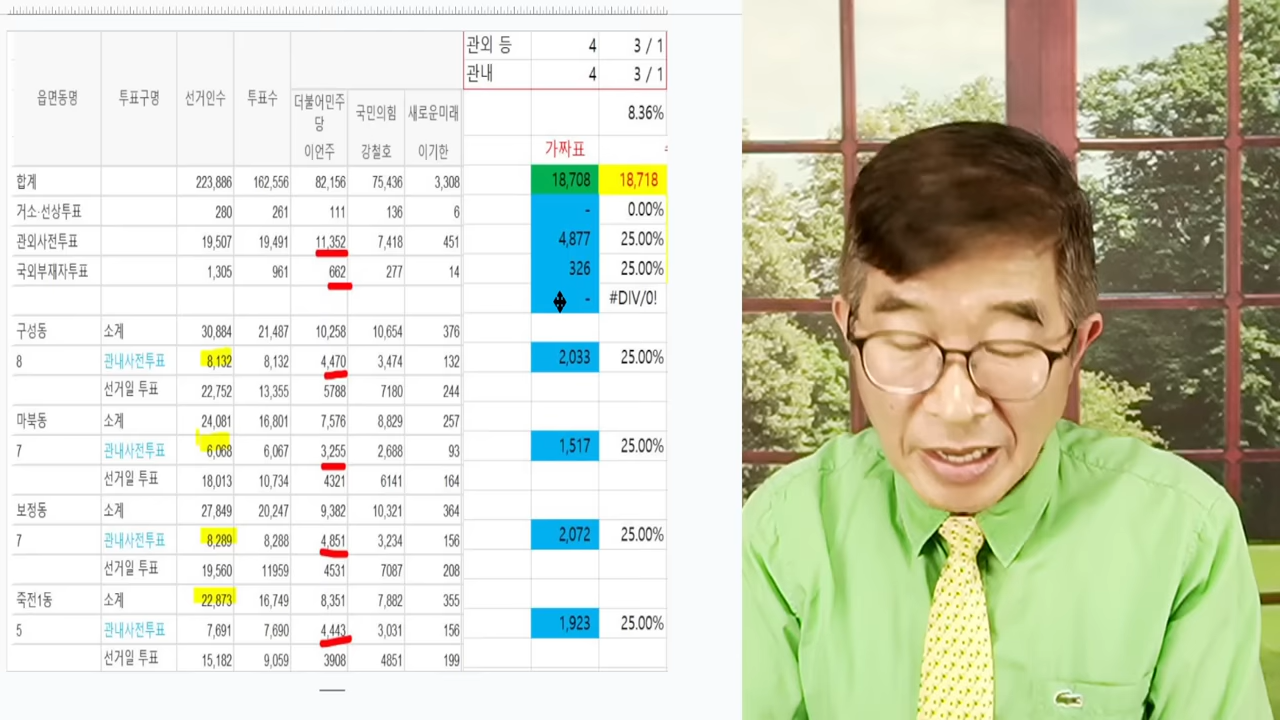 관외 등 4 3 / 1
관내 4 3 / 1
8.36%
읍면동명 투표구명 선거인수 투표수 더불어민주당 이언주 국민의힘 강철호 새로운미래 이기한
가짜표
합계 223,886 162,556 82,156 75,436 3,308 18,708 18,718
거소·선상투표 280 261 111 136 6 - 0.00%
관외사전투표 19,507 19,491 11,352 7,418 451 4,877 25.00%
국외부재자투표 1,305 961 662 277 14 326 25.00%
- #DIV/0!
구성동 소계 30,884 21,487 10,258 10,654 376
8 관내사전투표 8,132 8,132 4,470 3,474 132 2,033 25.00%
선거일 투표 22,752 13,355 5788 7180 244
마북동 소계 24,081 16,801 7,576 8,829 257
7 관내사전투표 6,068 6,067 3,255 2,688 93 1,517 25.00%
선거일 투표 18,013 10,734 4321 6141 164
보정동 소계 27,849 20,247 9,382 10,321 364
7 관내사전투표 8,289 8,288 4,851 3,234 156 2,072 25.00%
선거일 투표 19,560 11959 4531 7087 208
죽전1동 소계 22,873 16,749 8,351 7,882 355
5 관내사전투표 7,691 7,690 4,443 3,031 156 1,923 25.00%
선거일 투표 15,182 9,059 3908 4851 199